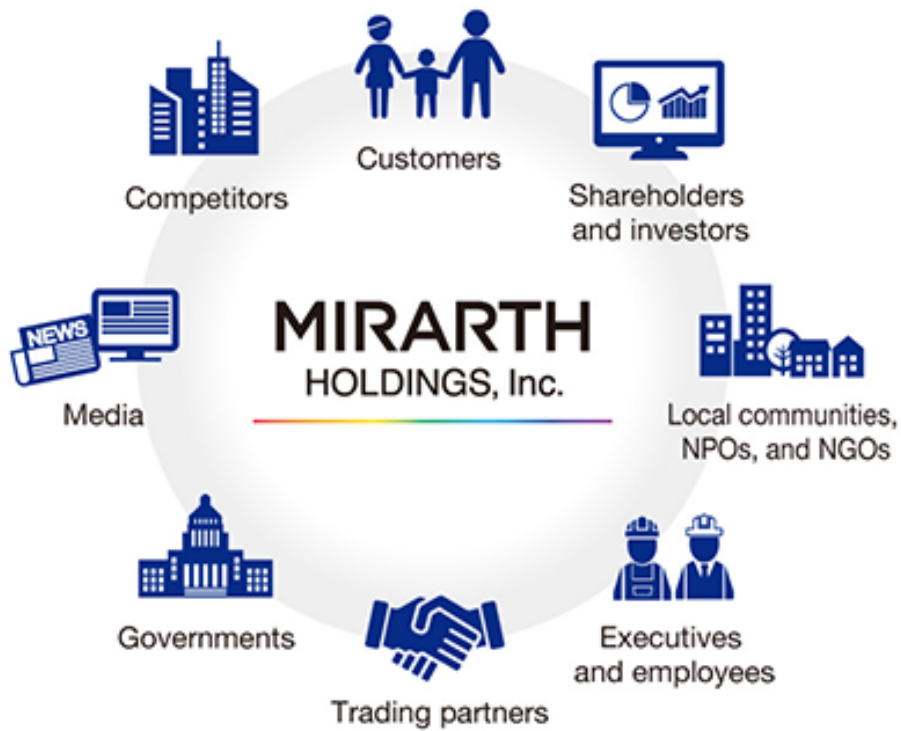 Customers
Competitors
Shareholders
and investors
MIRARTH
HOLDINGS, Inc.
NEWS
Media
Local communities,
NPOs, and NGOs
Governments
Executives
and employees
Trading partners